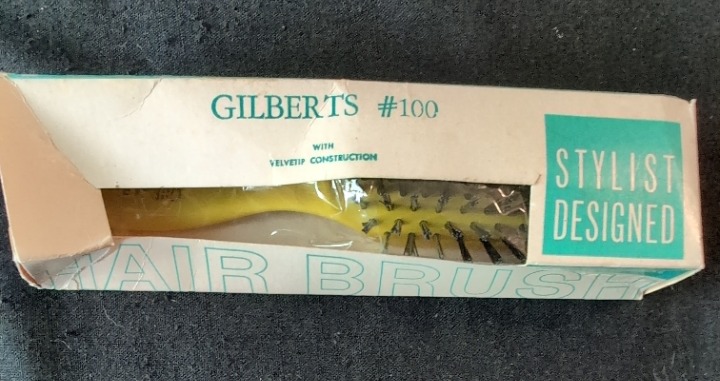 GILBERTS #100
WITH
VELVETIP CONSTRUCTION
STYLIST
DESIGNED
HAIR BRUSH